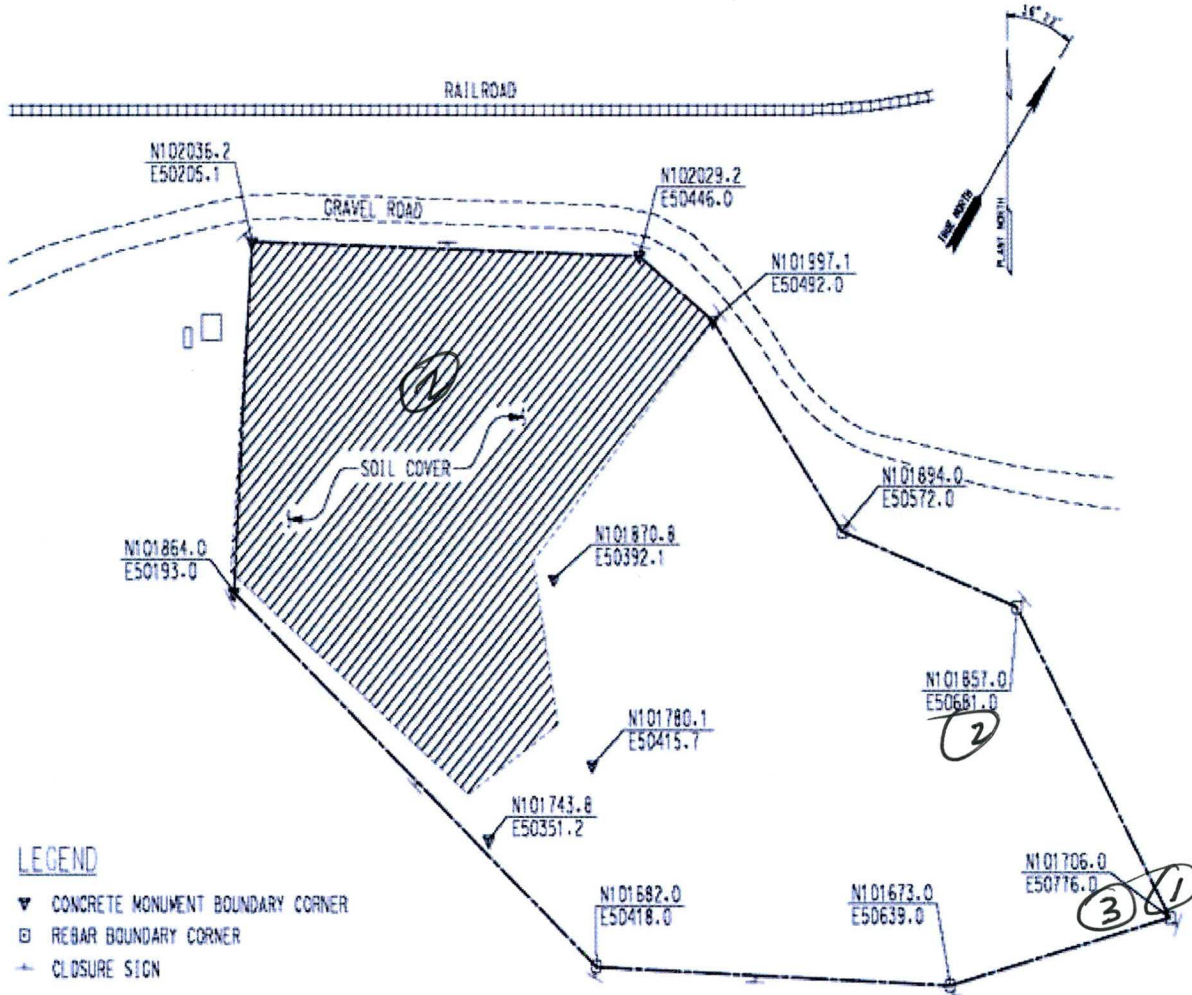 RAILROAD
TRUE NORTH
PLANT NORTH
N102036.2
E50205.1
N102029.2
E50446.0
GRAVEL ROAD
N101997.1
E50492.0
2
SOIL COVER
N101894.0
E50572.0
N101864.0
E50193.0
N101870.8
E50392.1
N101857.0
E50681.0
2
N101780.1
E50415.7
N101743.8
E50351.2
N101706.0
E50776.0
3 1
N101682.0
E50418.0
N101673.0
E50639.0
LEGEND
CONCRETE MONUMENT BOUNDARY CORNER
REBAR BOUNDARY CORNER
CLOSURE SIGN